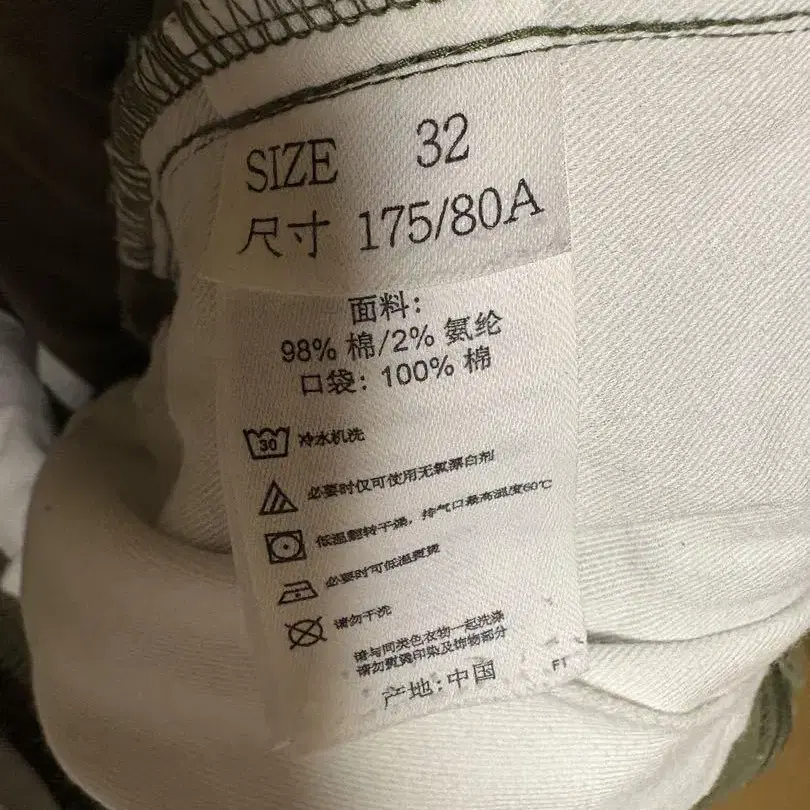 SIZE 32
尺寸 175/80A
面料:
98% 棉/2% 氨纶
口袋: 100% 棉
30 冷水机洗
必要时仅可使用无氯漂白剂
低温翻转干燥，排气口最高温度60℃
必要时可低温熨烫
请勿干洗
请与同类色衣物一起洗涤
请勿熨烫印染及饰物部分
产地: 中国
FT